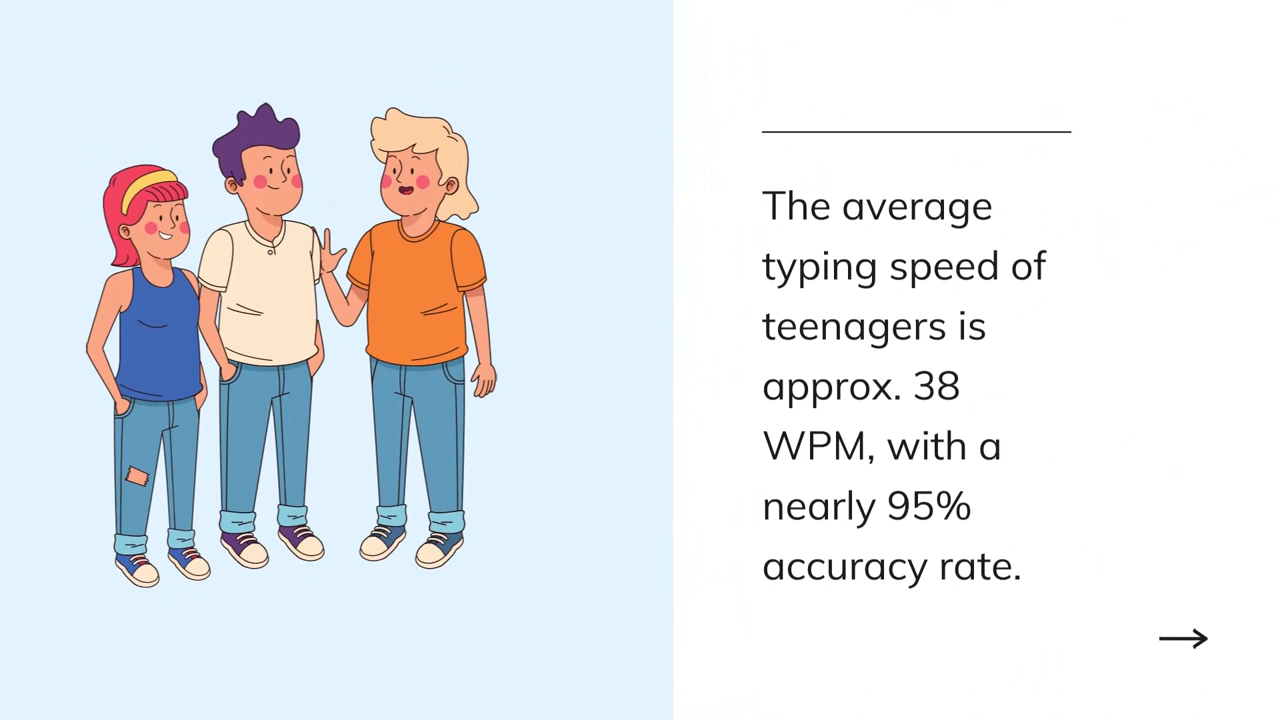 The average
typing speed of
teenagers is
approx. 38
WPM, with a
nearly 95%
accuracy rate.